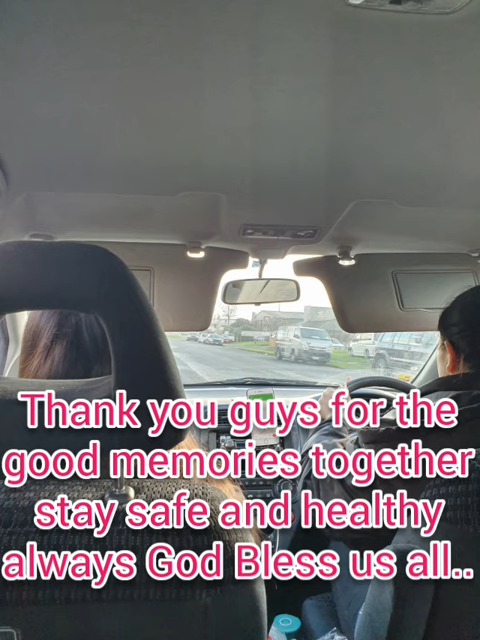 Thank you guys for the
good memories together
stay safe and healthy
always God Bless us all..